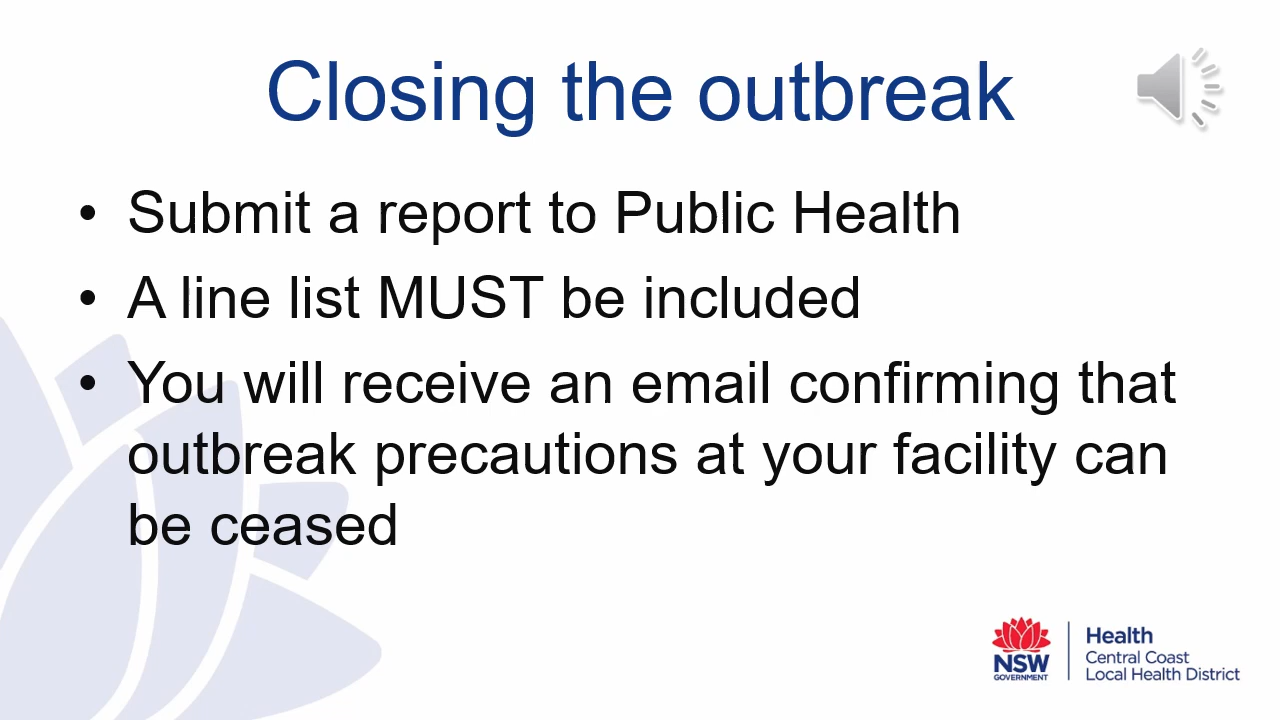 Closing the outbreak
• Submit a report to Public Health
• A line list MUST be included
• You will receive an email confirming that
outbreak precautions at your facility can
be ceased
NSW
GOVERNMENT
Health
Central Coast
Local Health District